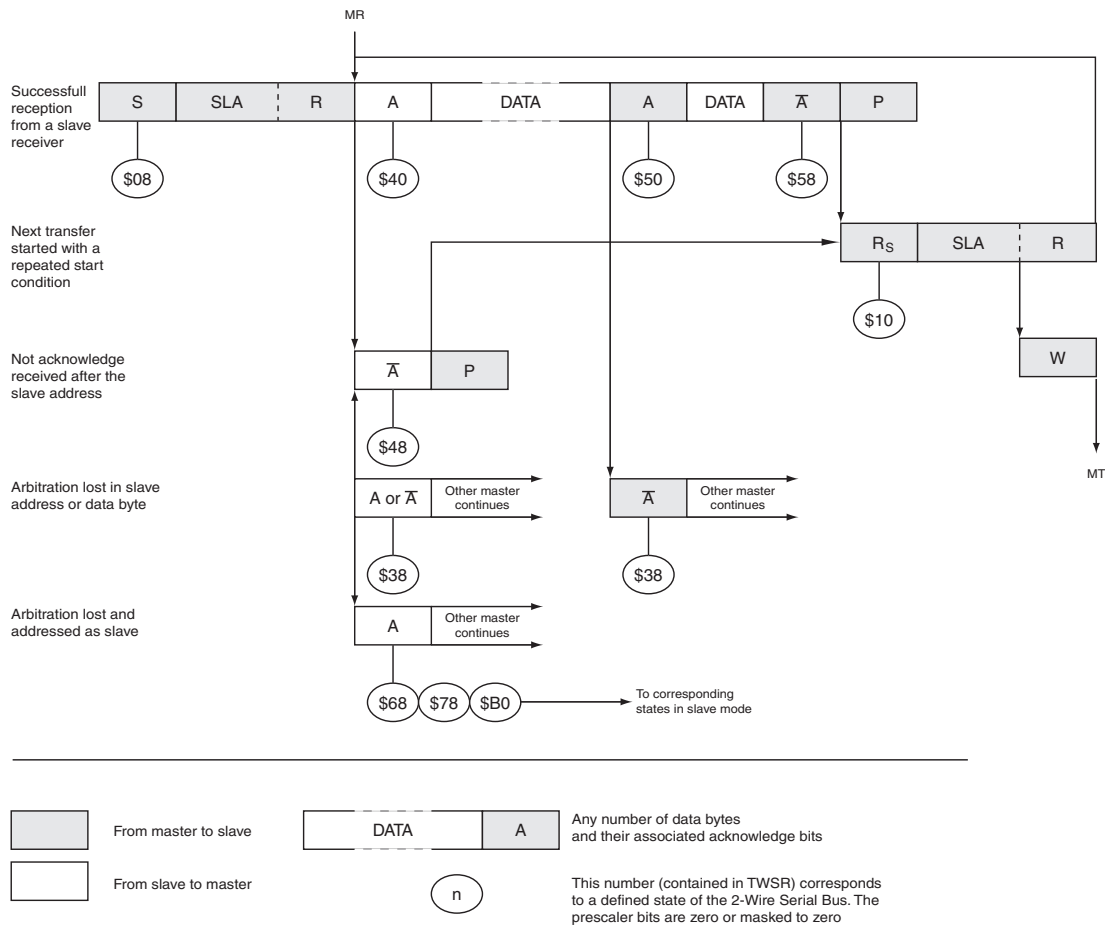 MR
Successfull
reception
from a slave
receiver
S SLA R A DATA A DATA A̅ P
$08 $40 $50 $58
Next transfer
started with a
repeated start
condition
RS SLA R
$10
Not acknowledge
received after the
slave address
A̅ P
W
$48
MT
Arbitration lost in slave
address or data byte
A or A̅
Other master
continues
A̅
Other master
continues
$38 $38
Arbitration lost and
addressed as slave
A
Other master
continues
$68 $78 $B0
To corresponding
states in slave mode
From master to slave
DATA A
Any number of data bytes
and their associated acknowledge bits
From slave to master
n
This number (contained in TWSR) corresponds
to a defined state of the 2-Wire Serial Bus. The
prescaler bits are zero or masked to zero